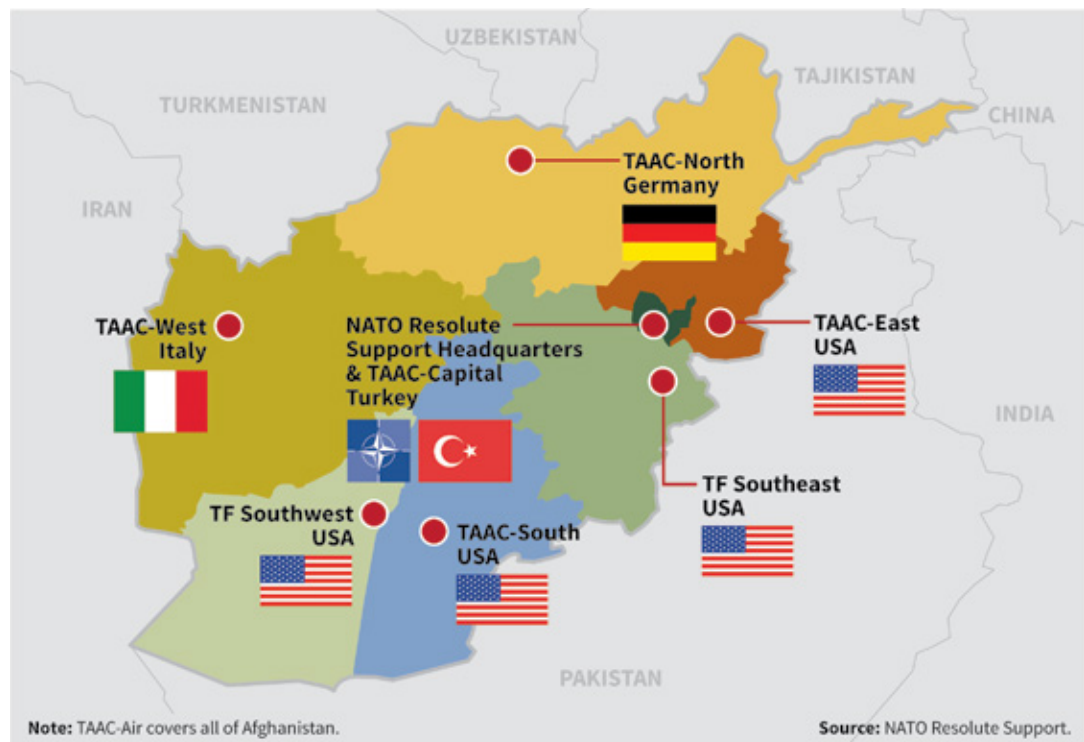 UZBEKISTAN
TAJIKISTAN
TURKMENISTAN
CHINA
TAAC-North
Germany
IRAN
TAAC-West
Italy
NATO Resolute
Support Headquarters
& TAAC-Capital
Turkey
TAAC-East
USA
INDIA
TF Southeast
USA
TF Southwest
USA
TAAC-South
USA
PAKISTAN
Note: TAAC-Air covers all of Afghanistan.
Source: NATO Resolute Support.